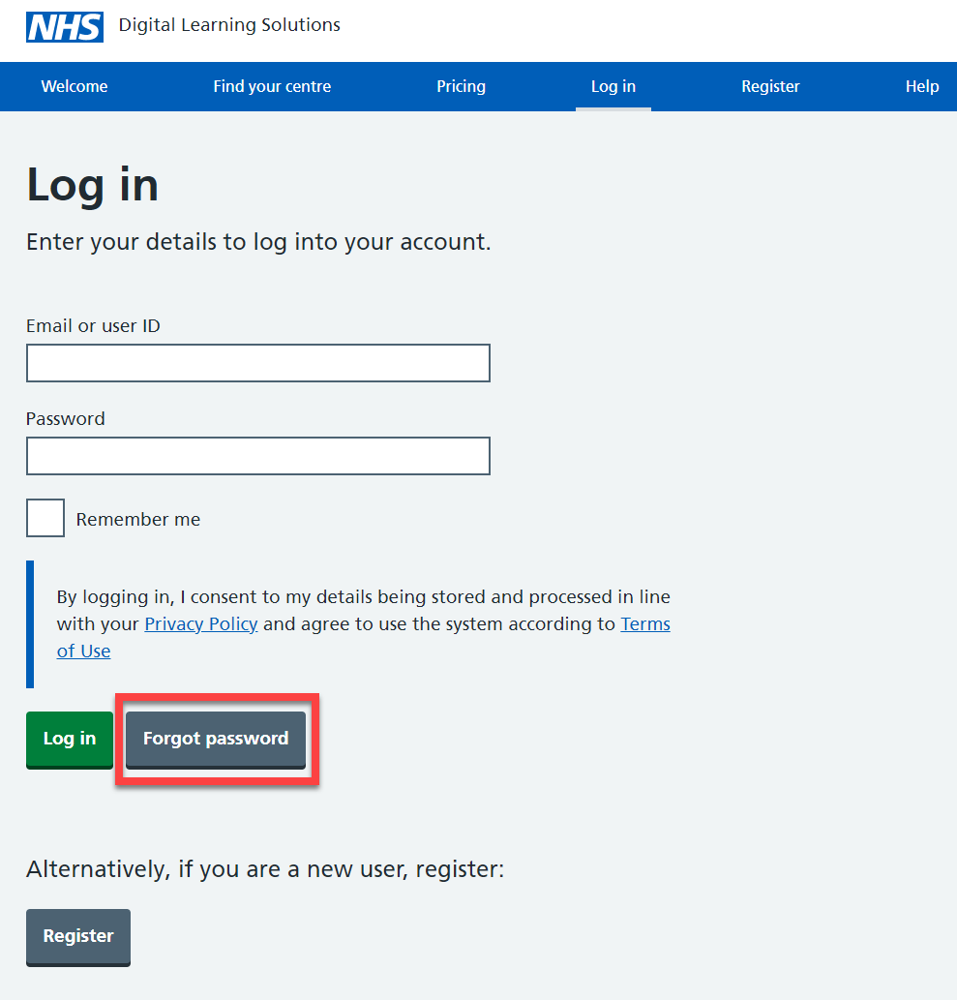 NHS Digital Learning Solutions
Welcome Find your centre Pricing Log in Register Help
Log in
Enter your details to log into your account.
Email or user ID
Password
Remember me
By logging in, I consent to my details being stored and processed in line
with your Privacy Policy and agree to use the system according to Terms
of Use
Log in Forgot password
Alternatively, if you are a new user, register:
Register